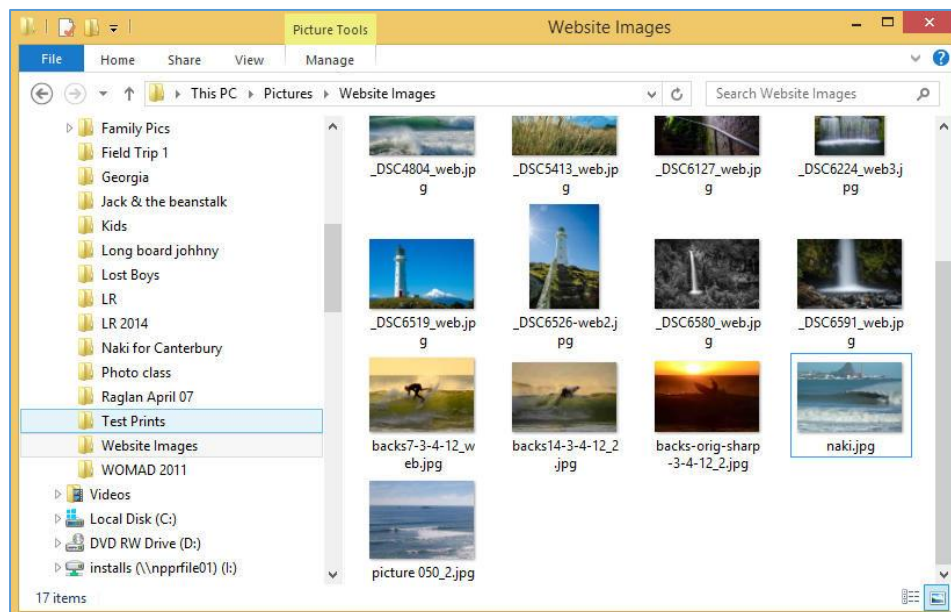 Picture Tools
Website Images
File
Home
Share
View
Manage
This PC
Pictures
Website Images
Search Website Images
Family Pics
Field Trip 1
Georgia
Jack & the beanstalk
Kids
Long board johhny
Lost Boys
LR
LR 2014
Naki for Canterbury
Photo class
Raglan April 07
Test Prints
Website Images
WOMAD 2011
Videos
Local Disk (C:)
DVD RW Drive (D:)
installs (\\npprfile01) (I:)
_DSC4804_web.jp
g
_DSC5413_web.jp
g
_DSC6127_web.jp
g
_DSC6224_web3.j
pg
_DSC6519_web.jp
g
_DSC6526-web2.j
pg
_DSC6580_web.jp
g
_DSC6591_web.jp
g
backs7-3-4-12_w
eb.jpg
backs14-3-4-12_2
.jpg
backs-orig-sharp
-3-4-12_2.jpg
naki.jpg
picture 050_2.jpg
17 items